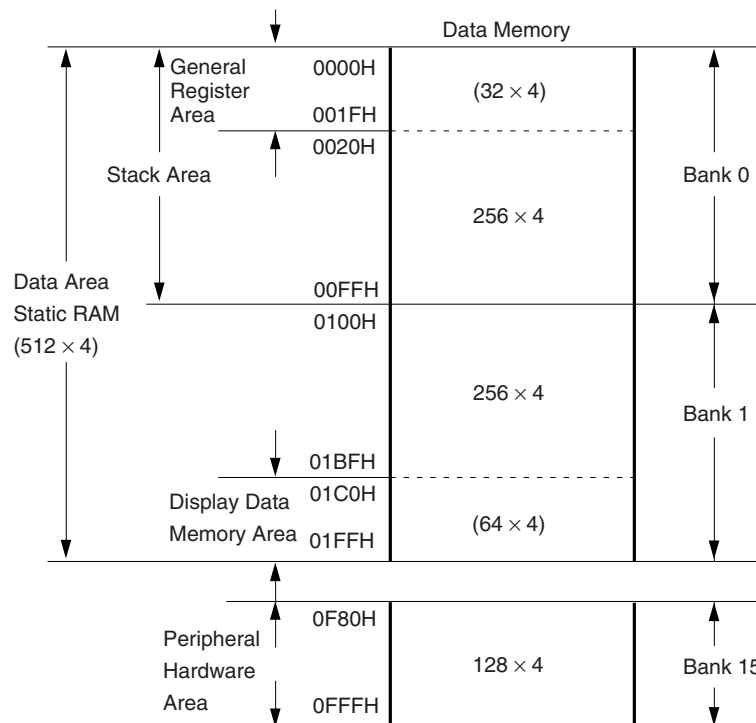 Data Memory
General
Register
Area
0000H
(32 × 4)
001FH
0020H
Stack Area
Bank 0
256 × 4
Data Area
Static RAM
(512 × 4)
00FFH
0100H
256 × 4
Bank 1
01BFH
01C0H
Display Data
Memory Area
(64 × 4)
01FFH
0F80H
Peripheral
Hardware
Area
128 × 4
Bank 15
0FFFH